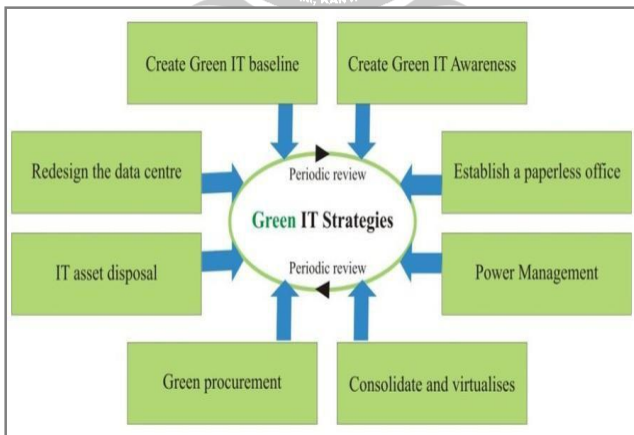 Create Green IT baseline
Create Green IT Awareness
Redesign the data centre
Periodic review
Establish a paperless office
Green IT Strategies
IT asset disposal
Periodic review
Power Management
Green procurement
Consolidate and virtualises